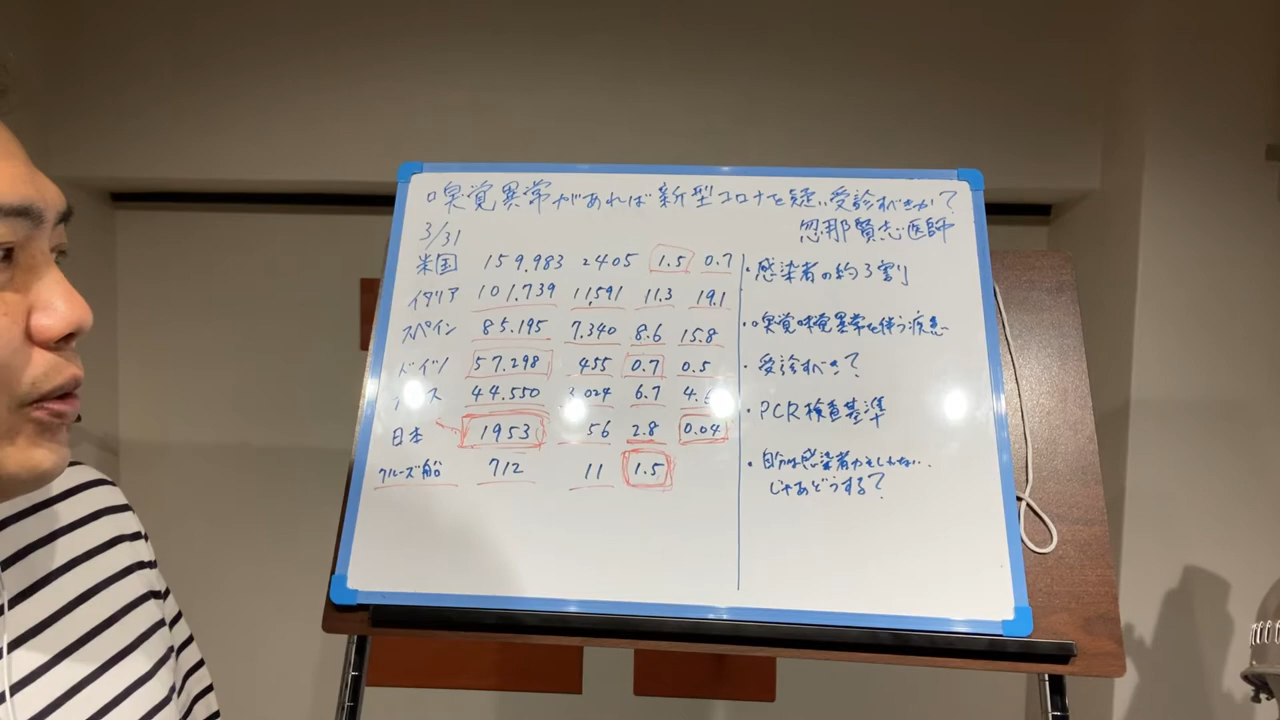 嗅覚異常があれば新型コロナを疑い受診すべきか?
忽那賢志医師
3/31
米国 159.983 2405 1.5 0.7
イタリア 101.739 11,591 11.3 19.1
スペイン 85.195 7.340 8.6 15.8
ドイツ 57.298 455 0.7 0.5
44.550 6.7
日本 1953 56 2.8 0.04
クルーズ船 712 11 1.5
・感染者の約3割
・嗅覚味覚異常を伴う疾患
・受診すべき?
・PCR検査基準
・自分は感染者かもしれない、
じゃあどうする?